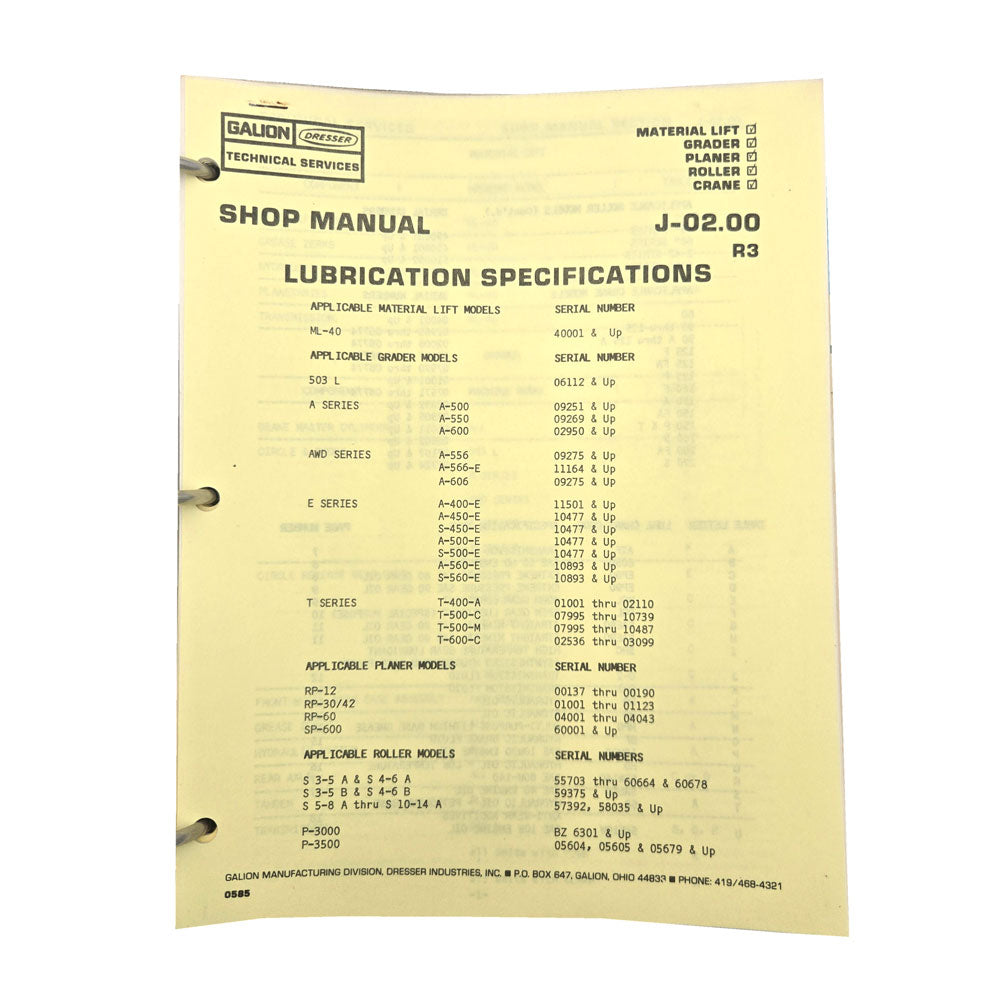 GALION DRESSER
TECHNICAL SERVICES
MATERIAL LIFT ☑
GRADER ☑
PLANER ☑
ROLLER ☑
CRANE ☑
SHOP MANUAL J-02.00
R3
LUBRICATION SPECIFICATIONS
APPLICABLE MATERIAL LIFT MODELS SERIAL NUMBER
ML-40 40001 & Up
APPLICABLE GRADER MODELS SERIAL NUMBER
503 L 06112 & Up
A SERIES A-500 09251 & Up
A-550 09269 & Up
A-600 02950 & Up
AWD SERIES A-556 09275 & Up
A-566-E 11164 & Up
A-606 09275 & Up
E SERIES A-400-E 11501 & Up
A-450-E 10477 & Up
S-450-E 10477 & Up
A-500-E 10477 & Up
S-500-E 10477 & Up
A-560-E 10893 & Up
S-560-E 10893 & Up
T SERIES T-400-A 01001 thru 02110
T-500-C 07995 thru 10739
T-500-M 07995 thru 10487
T-600-C 02536 thru 03099
APPLICABLE PLANER MODELS SERIAL NUMBER
RP-12 00137 thru 00190
RP-30/42 01001 thru 01123
RP-60 04001 thru 04043
SP-600 60001 & Up
APPLICABLE ROLLER MODELS SERIAL NUMBERS
S 3-5 A & S 4-6 A 55703 thru 60664 & 60678
S 3-5 B & S 4-6 B 59375 & Up
S 5-8 A thru S 10-14 A 57392, 58035 & Up
P-3000 BZ 6301 & Up
P-3500 05604, 05605 & 05679 & Up
GALION MANUFACTURING DIVISION, DRESSER INDUSTRIES, INC. ■ P.O. BOX 647, GALION, OHIO 44833 ■ PHONE: 419/468-4321
0585